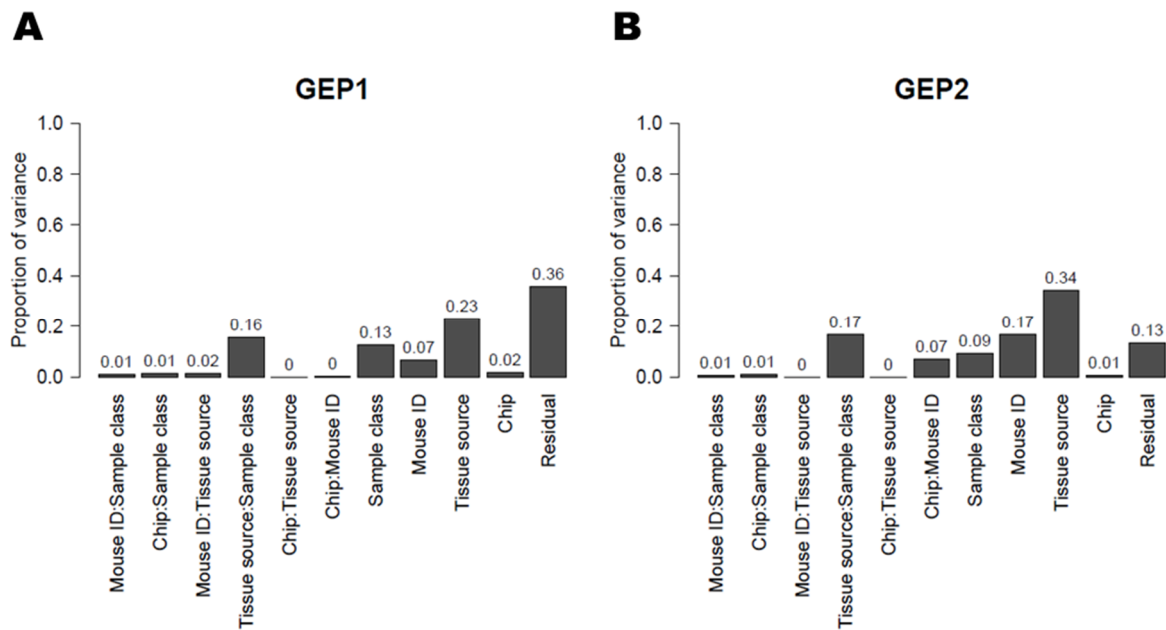 A
GEP1
Proportion of variance
1.0
0.8
0.6
0.4
0.2
0.0
0.01
0.01
0.02
0.16
0
0
0.13
0.07
0.23
0.02
0.36
Mouse ID:Sample class
Chip:Sample class
Mouse ID:Tissue source
Tissue source:Sample class
Chip:Tissue source
Chip:Mouse ID
Sample class
Mouse ID
Tissue source
Chip
Residual
B
GEP2
Proportion of variance
1.0
0.8
0.6
0.4
0.2
0.0
0.01
0.01
0
0.17
0
0.07
0.09
0.17
0.34
0.01
0.13
Mouse ID:Sample class
Chip:Sample class
Mouse ID:Tissue source
Tissue source:Sample class
Chip:Tissue source
Chip:Mouse ID
Sample class
Mouse ID
Tissue source
Chip
Residual